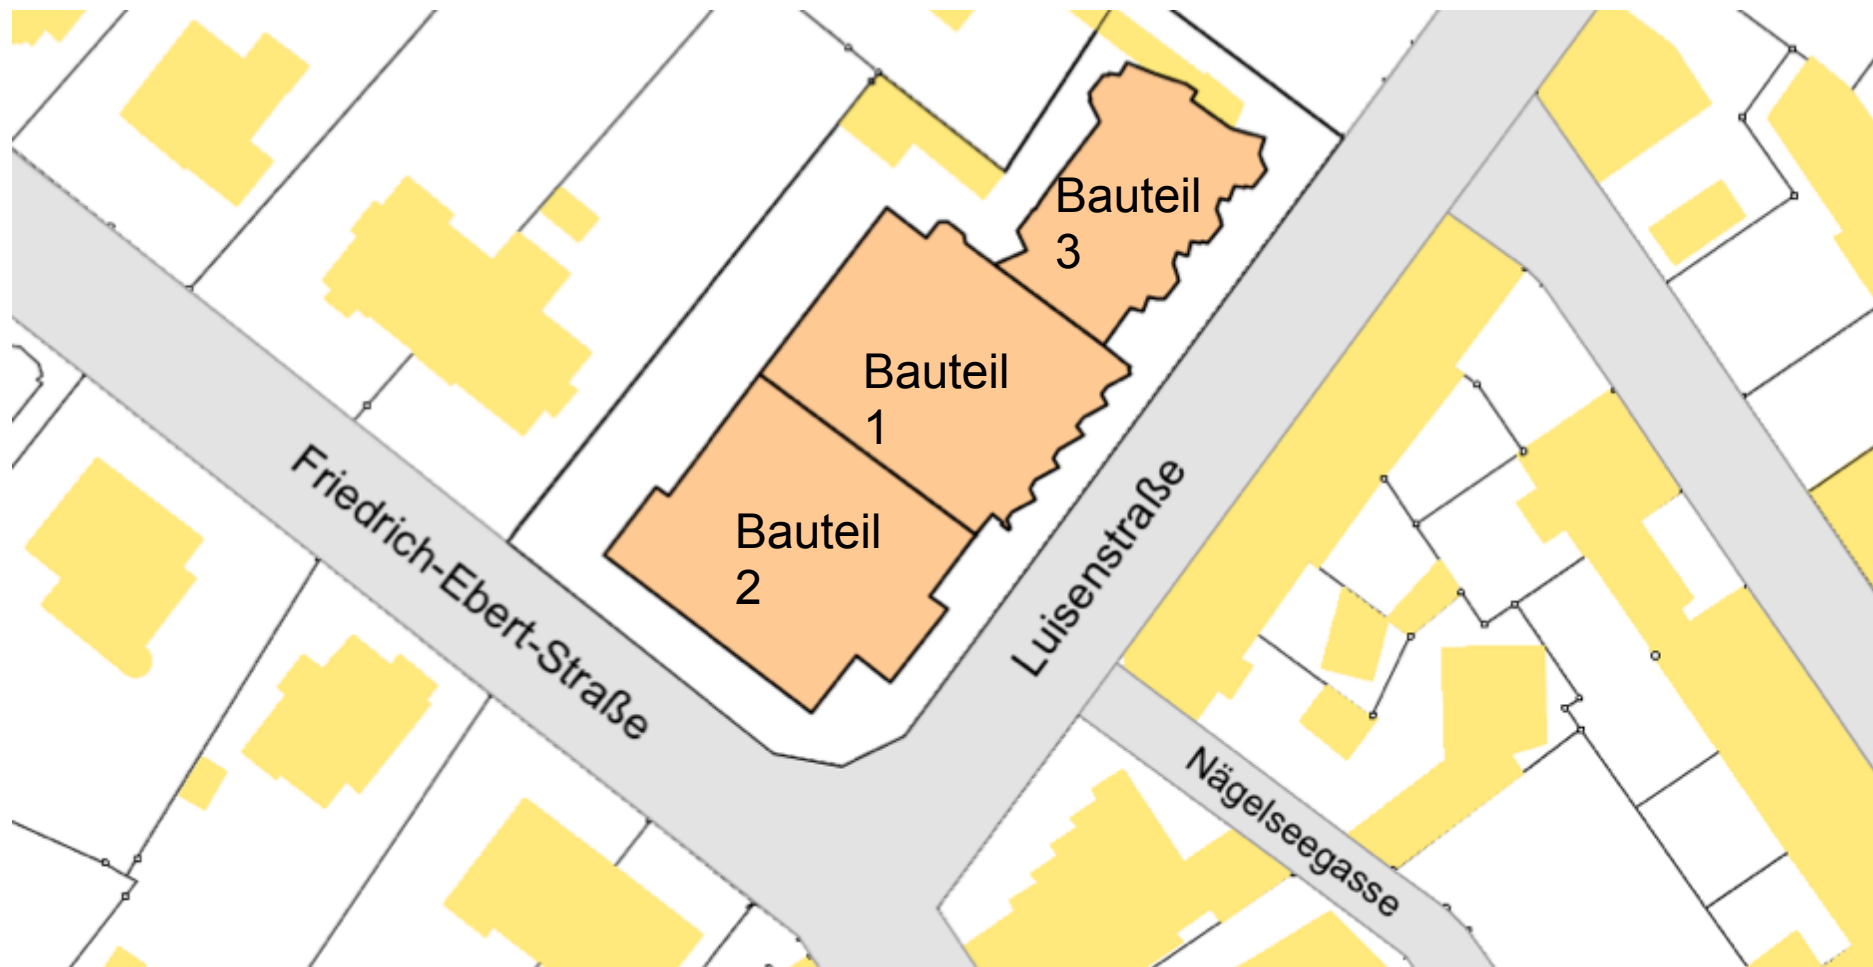 Bauteil
3
Bauteil
1
Bauteil
2
Friedrich-Ebert-Straße
Luisenstraße
Nägelseegasse